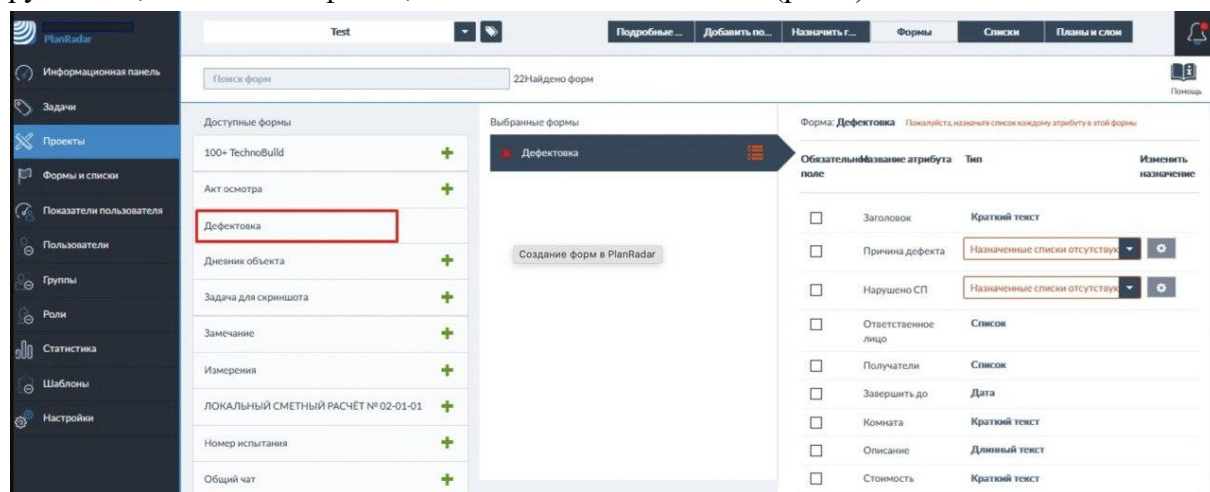 PlanRadar
Test
Подробные ...
Добавить по...
Назначить г...
Формы
Списки
Планы и слои
Информационная панель
Задачи
Проекты
Формы и списки
Показатели пользователя
Пользователи
Группы
Роли
Статистика
Шаблоны
Настройки
Поиск форм
22Найдено форм
Помощь
Доступные формы
100+ TechnoBuild
Акт осмотра
Дефектовка
Дневник объекта
Задача для скриншота
Замечание
Измерения
ЛОКАЛЬНЫЙ СМЕТНЫЙ РАСЧЁТ № 02-01-01
Номер испытания
Общий чат
Выбранные формы
Дефектовка
Создание форм в PlanRadar
Форма: Дефектовка Пожалуйста, назначьте список каждому атрибуту в этой формы
Обязательное поле
Название атрибута
Тип
Изменить назначение
Заголовок Краткий текст
Причина дефекта Назначенные списки отсутствук
Нарушено СП Назначенные списки отсутствук
Ответственное лицо Список
Получатели Список
Завершить до Дата
Комната Краткий текст
Описание Длинный текст
Стоимость Краткий текст